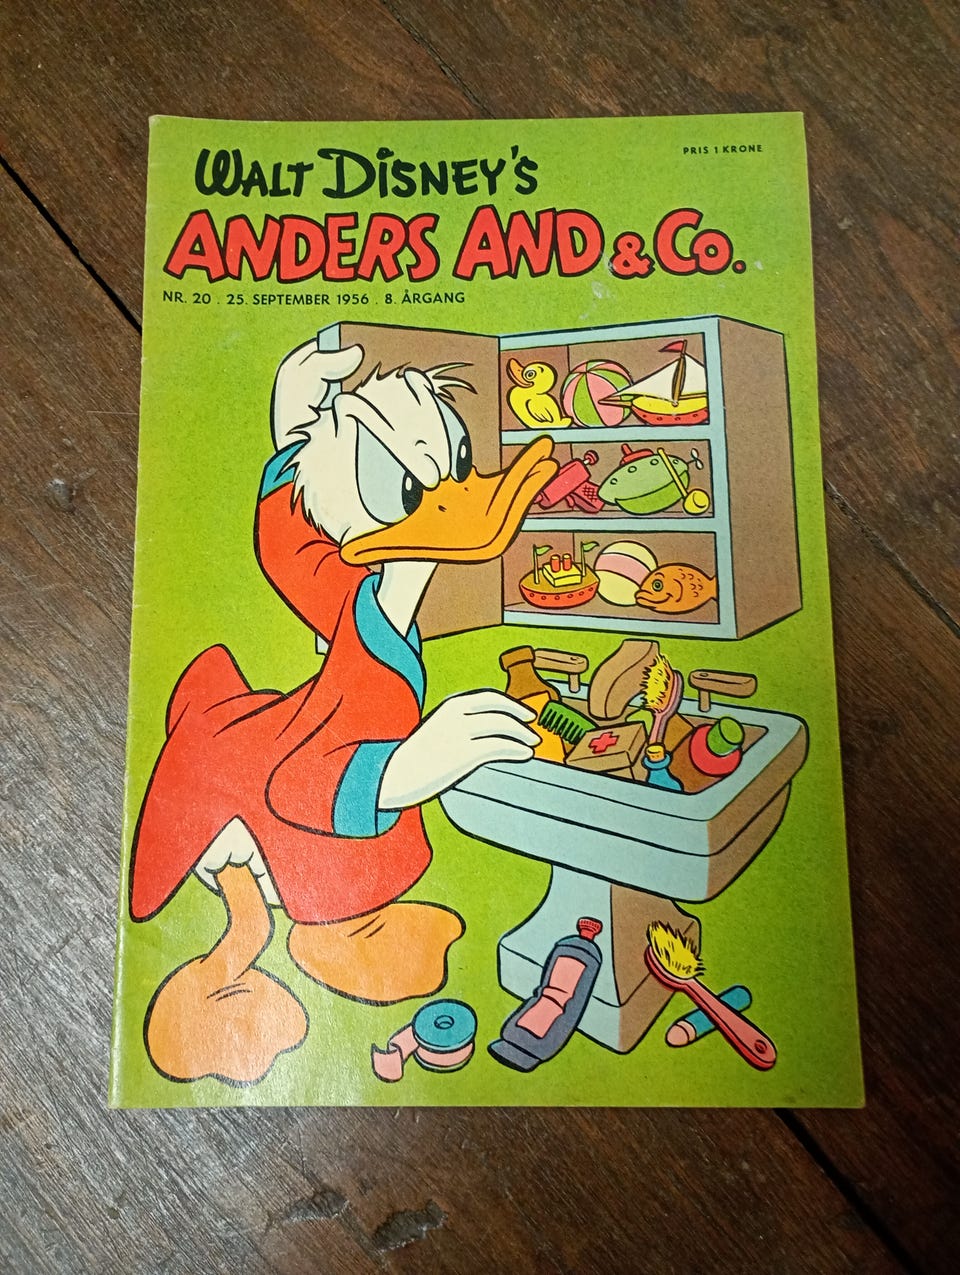 PRIS 1 KRONE
WALT DISNEY'S
ANDERS AND & Co.
NR. 20 . 25. SEPTEMBER 1956 . 8. ÅRGANG